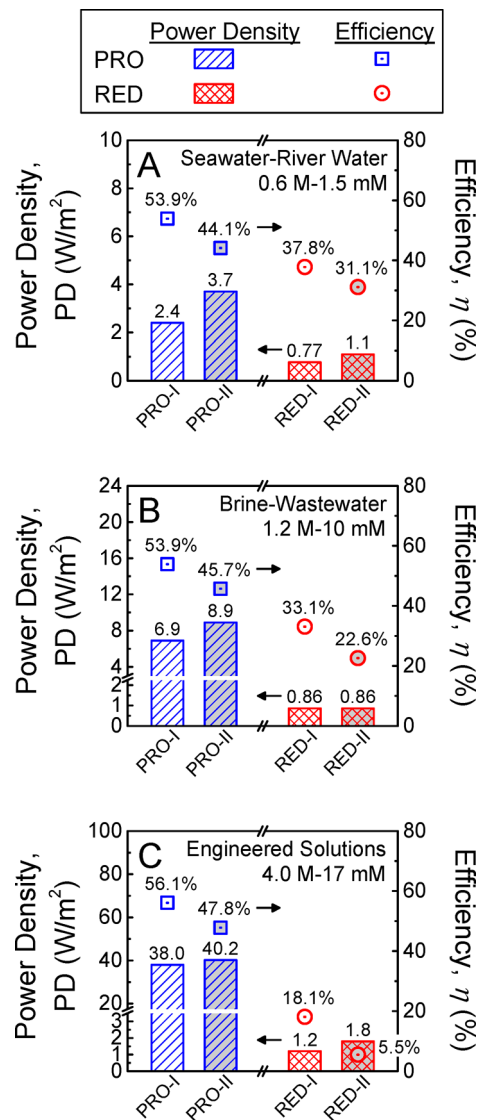 Power Density Efficiency
PRO
RED
A
Seawater-River Water
0.6 M-1.5 mM
Power Density,
PD (W/m²)
Efficiency, η (%)
10
8
6
4
2
0
80
60
40
20
0
53.9%
44.1%
37.8%
31.1%
2.4
3.7
0.77
1.1
PRO-I
PRO-II
RED-I
RED-II
B
Brine-Wastewater
1.2 M-10 mM
Power Density,
PD (W/m²)
Efficiency, η (%)
24
20
16
12
8
4
2
1
0
80
60
40
20
0
53.9%
45.7%
33.1%
22.6%
6.9
8.9
0.86
0.86
PRO-I
PRO-II
RED-I
RED-II
C
Engineered Solutions
4.0 M-17 mM
Power Density,
PD (W/m²)
Efficiency, η (%)
100
80
60
40
20
3
2
1
0
80
60
40
20
0
56.1%
47.8%
18.1%
5.5%
38.0
40.2
1.2
1.8
PRO-I
PRO-II
RED-I
RED-II